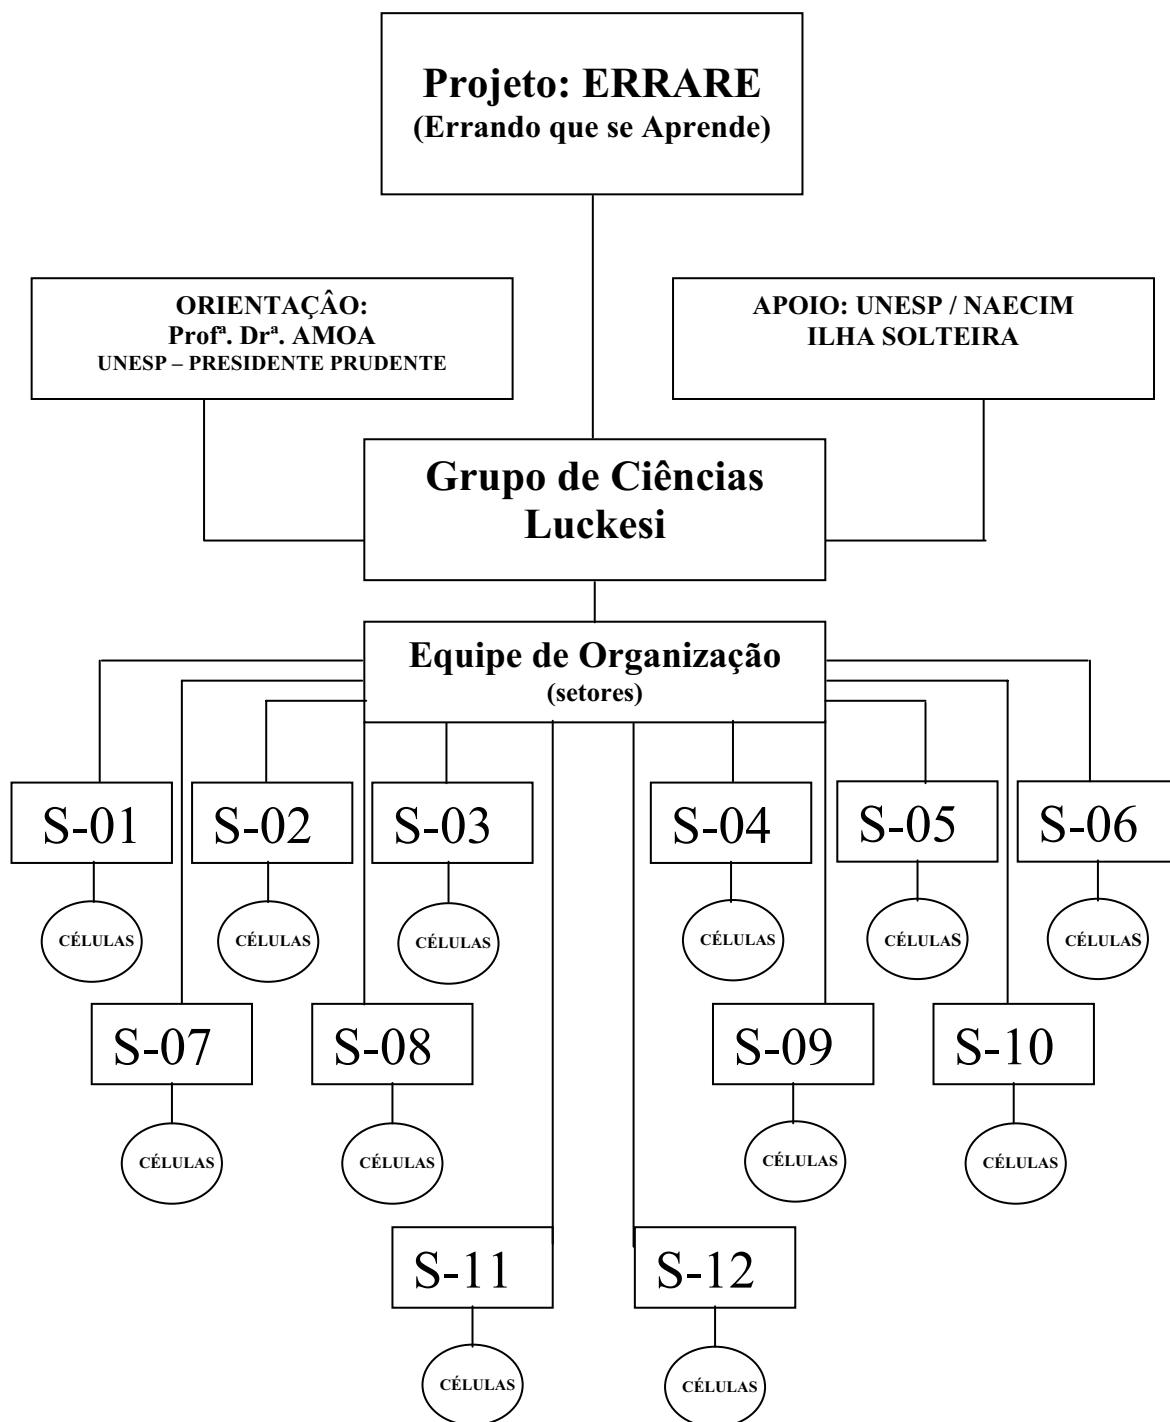 Projeto: ERRARE
(Errando que se Aprende)
ORIENTAÇÂO:
Profª. Drª. AMOA
UNESP – PRESIDENTE PRUDENTE
APOIO: UNESP / NAECIM
ILHA SOLTEIRA
Grupo de Ciências
Luckesi
Equipe de Organização
(setores)
S-01
S-02
S-03
S-04
S-05
S-06
CÉLULAS
CÉLULAS
CÉLULAS
CÉLULAS
CÉLULAS
CÉLULAS
S-07
S-08
S-09
S-10
CÉLULAS
CÉLULAS
CÉLULAS
CÉLULAS
S-11
S-12
CÉLULAS
CÉLULAS